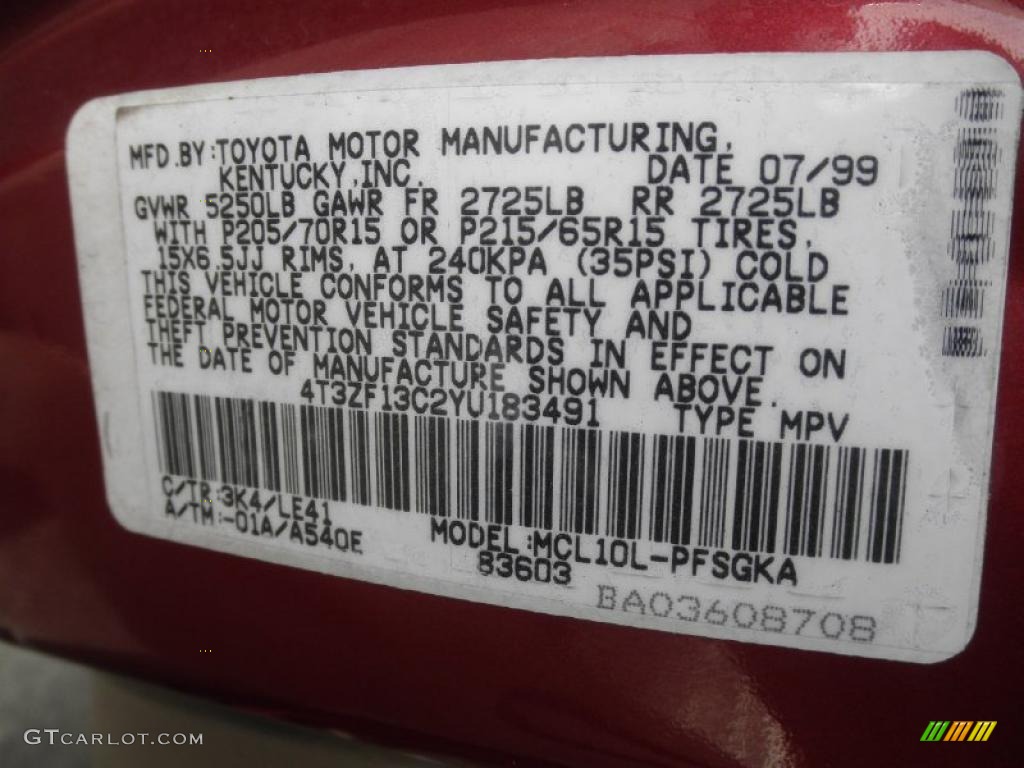 MFD.BY:TOYOTA MOTOR MANUFACTURING,
KENTUCKY,INC. DATE 07/99
GVWR 5250LB GAWR FR 2725LB RR 2725LB
WITH P205/70R15 OR P215/65R15 TIRES,
15X6.5JJ RIMS, AT 240KPA (35PSI) COLD
THIS VEHICLE CONFORMS TO ALL APPLICABLE
FEDERAL MOTOR VEHICLE SAFETY AND
THEFT PREVENTION STANDARDS IN EFFECT ON
THE DATE OF MANUFACTURE SHOWN ABOVE.
4T3ZF13C2YU183491 TYPE MPV
C/TR:3K4/LE41
A/TM:-01A/A540E MODEL:MCL10L-PFSGKA
83603
BA03608708
GTCARLOT.COM